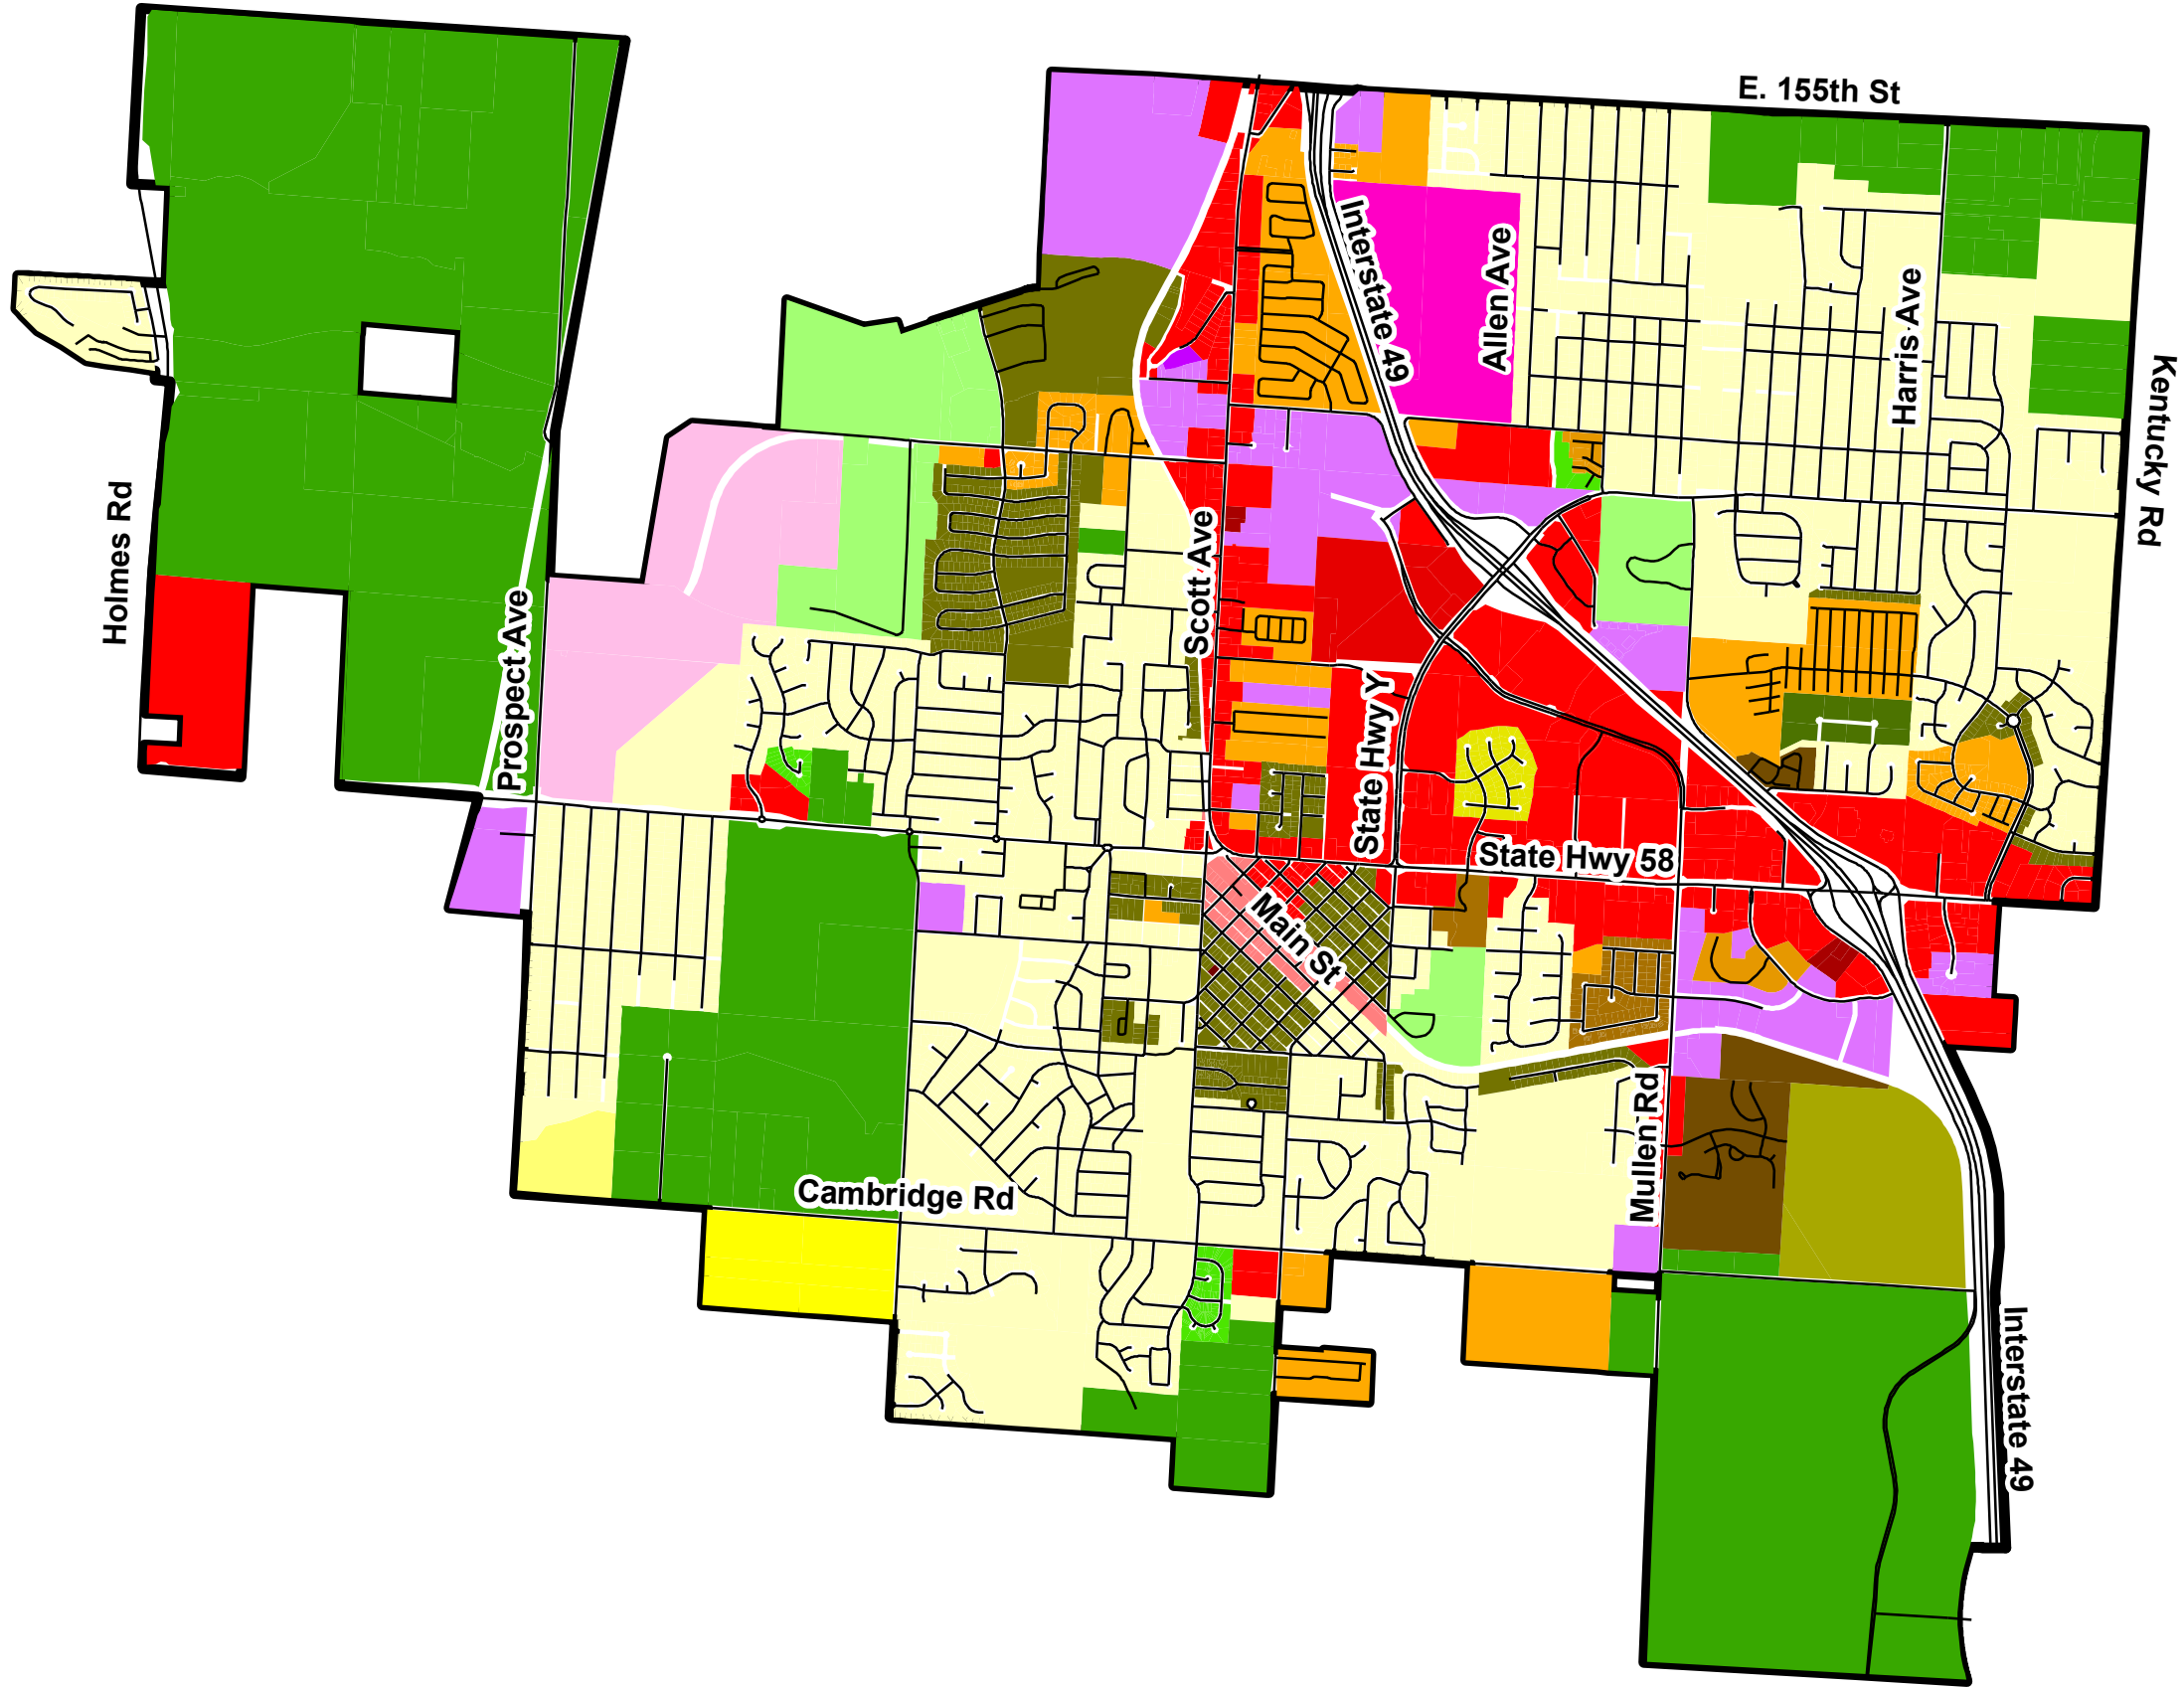 E. 155th St
Interstate 49
Allen Ave
Harris Ave
Kentucky Rd
Holmes Rd
Prospect Ave
Scott Ave
State Hwy Y
State Hwy 58
Main St
Mullen Rd
Cambridge Rd
Interstate 49